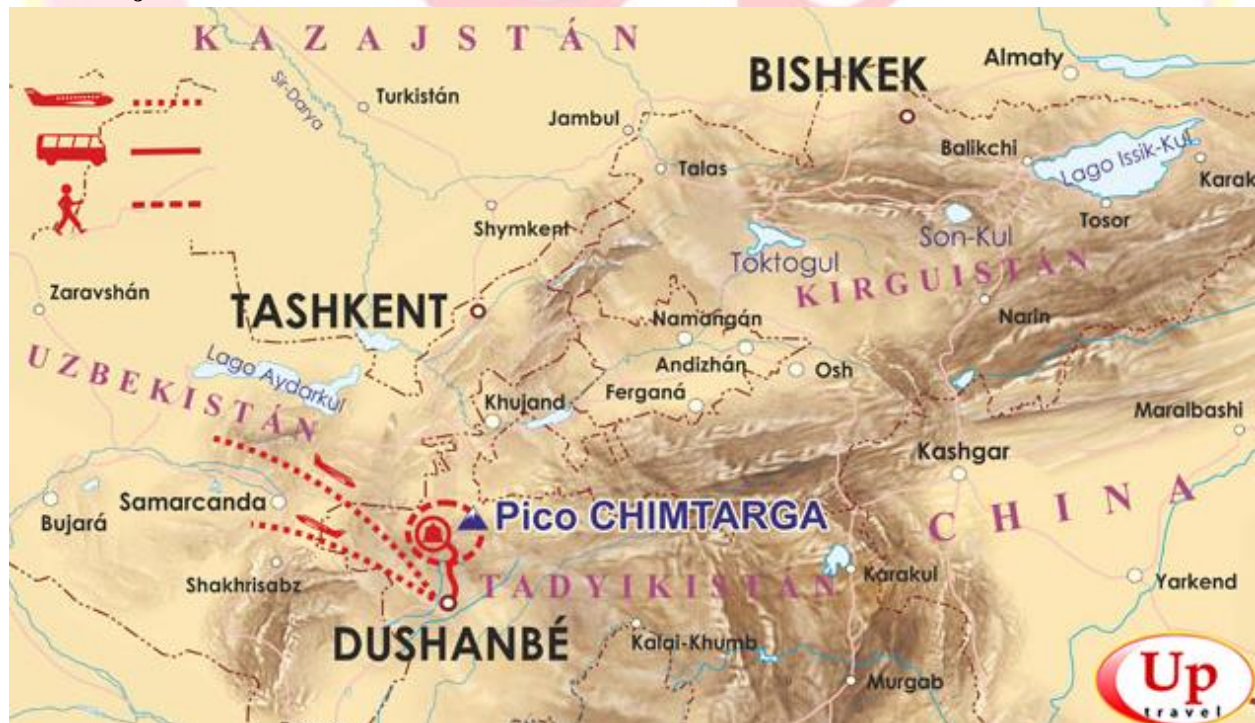 KAZAJSTÁN
BISHKEK
Almaty
Sir-Darya
Turkistán
Jambul
Balikchi
Lago Issik-Kul
Talas
Karak
Shymkent
Tosor
Son-Kul
Toktogul
KIRGUISTÁN
Zaravshán
TASHKENT
Namangán
Narin
Lago Aydarkul
Andizhán
Osh
UZBEKISTÁN
Khujand
Ferganá
Maralbashi
Kashgar
Samarcanda
Bujará
Pico CHIMTARGA
CHINA
Shakhrisabz
TADYIKISTÁN
Karakul
Yarkend
DUSHANBÉ
Kalai-Khumb
Murgab
Up
travel